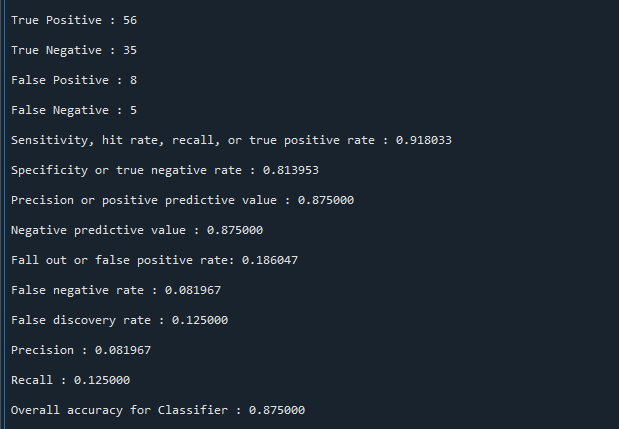 True Positive : 56
True Negative : 35
False Positive : 8
False Negative : 5
Sensitivity, hit rate, recall, or true positive rate : 0.918033
Specificity or true negative rate : 0.813953
Precision or positive predictive value : 0.875000
Negative predictive value : 0.875000
Fall out or false positive rate: 0.186047
False negative rate : 0.081967
False discovery rate : 0.125000
Precision : 0.081967
Recall : 0.125000
Overall accuracy for Classifier : 0.875000